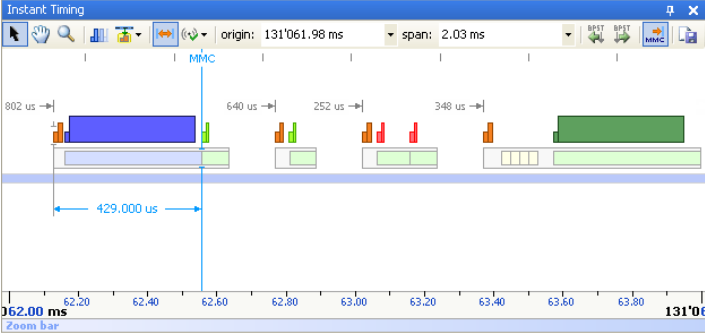 Instant Timing
origin: 131'061.98 ms span: 2.03 ms BPST BPST MMC
MMC
802 us 640 us 252 us 348 us
429.000 us
62.20 62.40 62.60 62.80 63.00 63.20 63.40 63.60 63.80
062.00 ms 131'06
Zoom bar